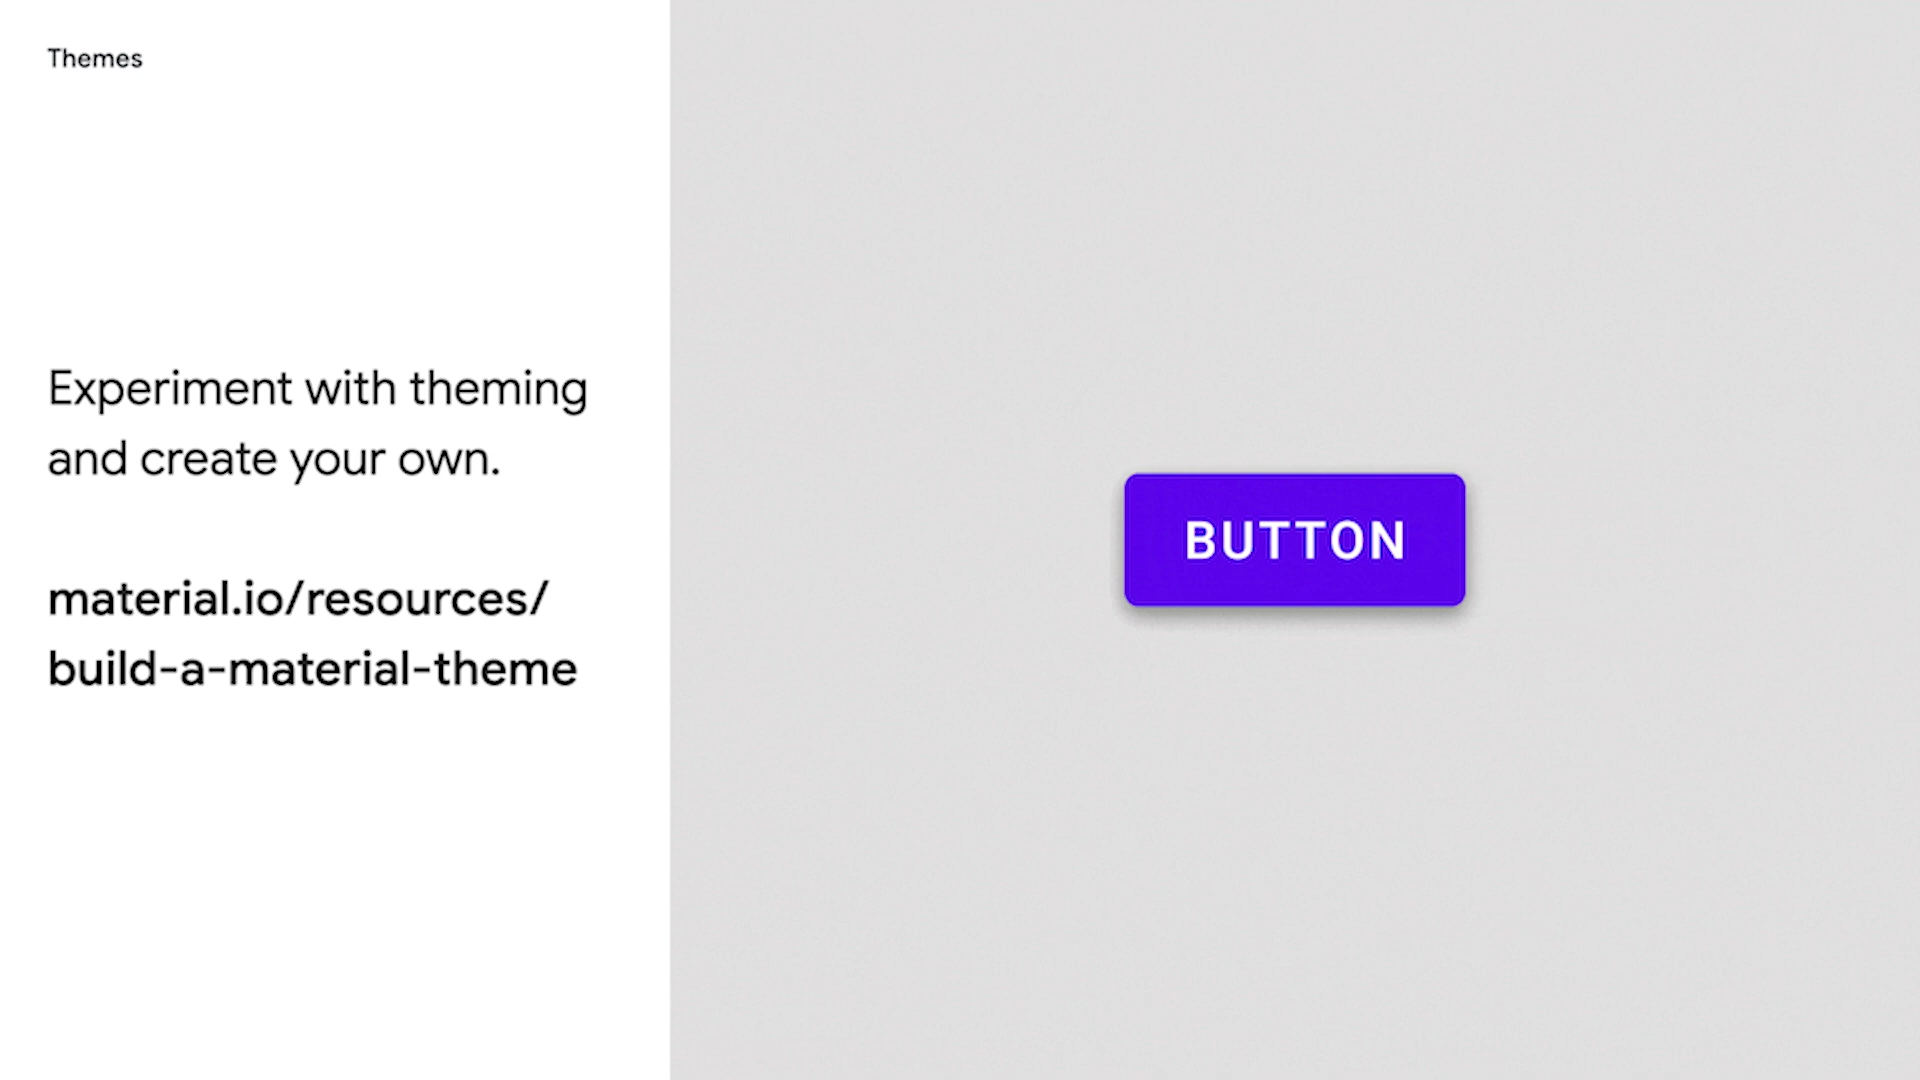 Themes
Experiment with theming
and create your own.
material.io/resources/
build-a-material-theme
BUTTON